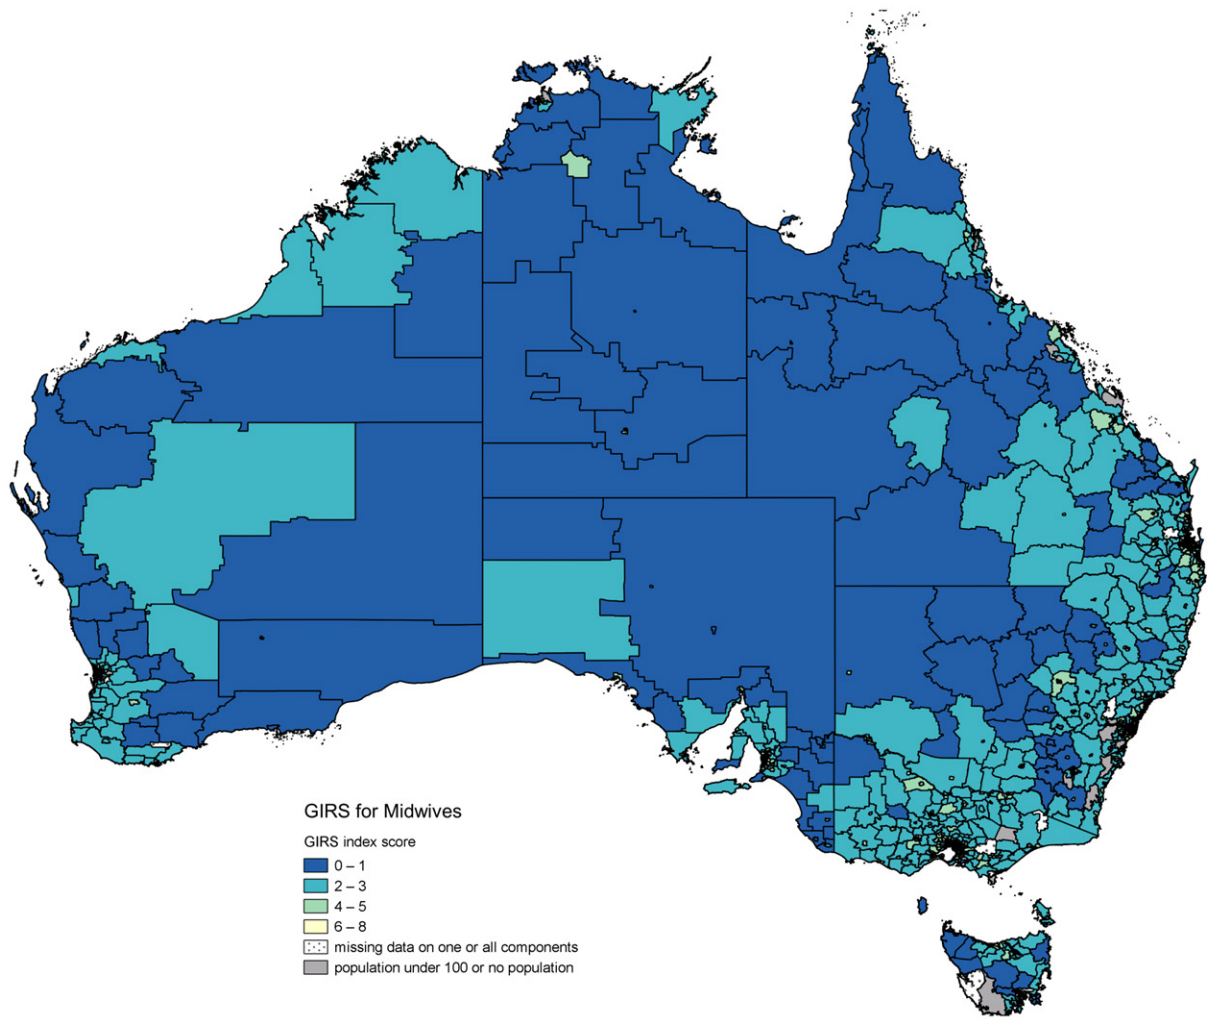 GIRS for Midwives
GIRS index score
0 – 1
2 – 3
4 – 5
6 – 8
missing data on one or all components
population under 100 or no population